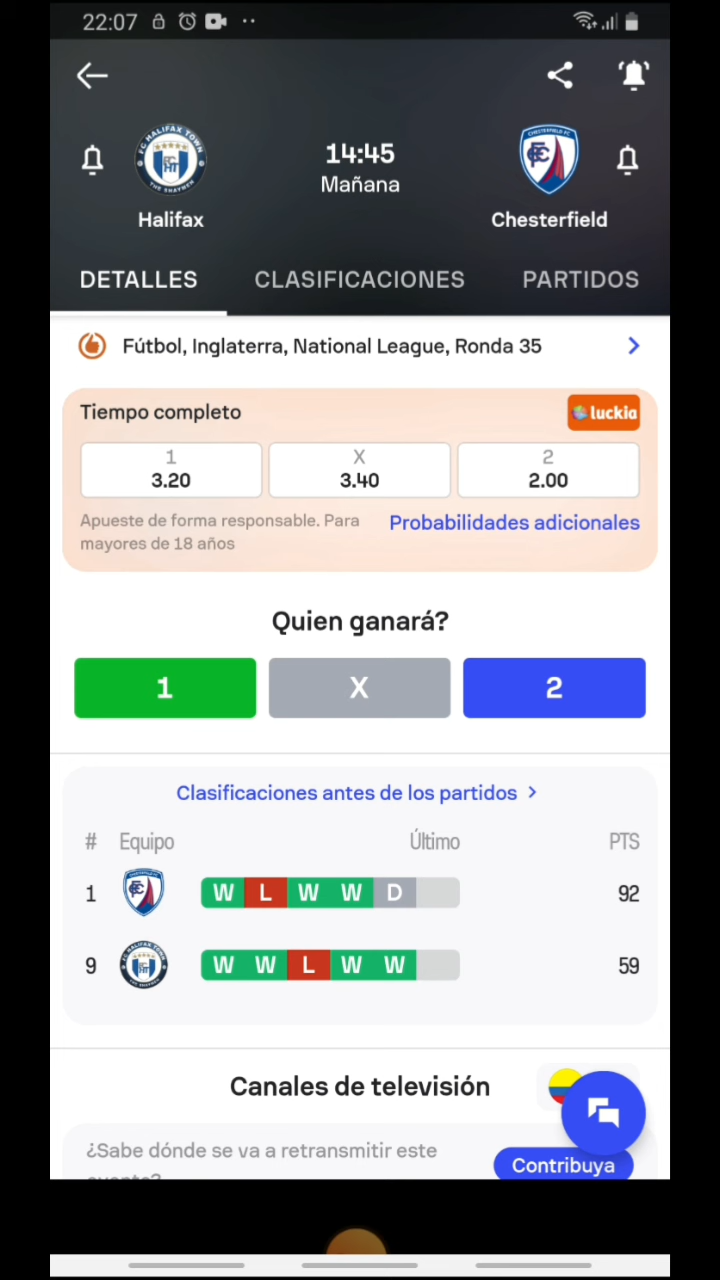 22:07
14:45
Mañana
Halifax
Chesterfield
DETALLES CLASIFICACIONES PARTIDOS
Fútbol, Inglaterra, National League, Ronda 35
Tiempo completo
luckia
1 X 2
3.20 3.40 2.00
Apueste de forma responsable. Para
mayores de 18 años
Probabilidades adicionales
Quien ganará?
1 X 2
Clasificaciones antes de los partidos
# Equipo Último PTS
1 W L W W D 92
9 W W L W W 59
Canales de televisión
¿Sabe dónde se va a retransmitir este
Contribuya